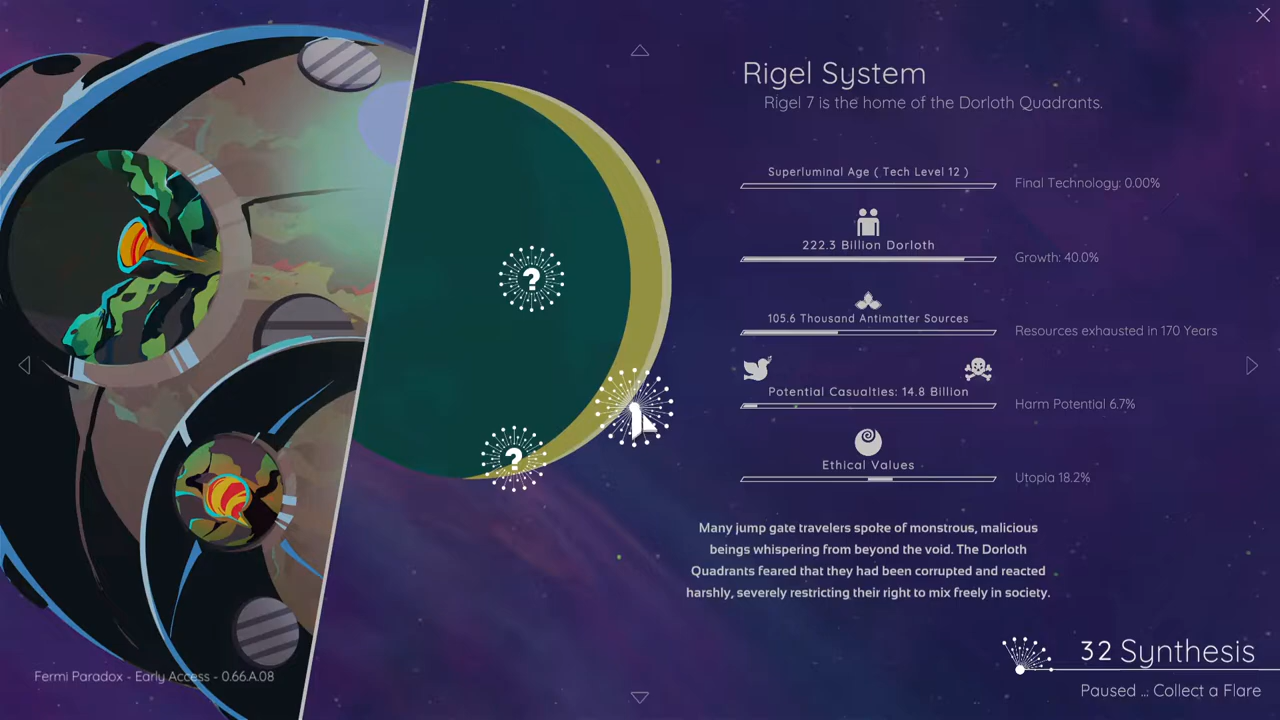 Rigel System
Rigel 7 is the home of the Dorloth Quadrants.
Superluminal Age ( Tech Level 12 )
Final Technology: 0.00%
222.3 Billion Dorloth
Growth: 40.0%
105.6 Thousand Antimatter Sources
Resources exhausted in 170 Years
Potential Casualties: 14.8 Billion
Harm Potential 6.7%
Ethical Values
Utopia 18.2%
?
?
Many jump gate travelers spoke of monstrous, malicious
beings whispering from beyond the void. The Dorloth
Quadrants feared that they had been corrupted and reacted
harshly, severely restricting their right to mix freely in society.
32 Synthesis
Paused ..: Collect a Flare
Fermi Paradox - Early Access - 0.66.A.08